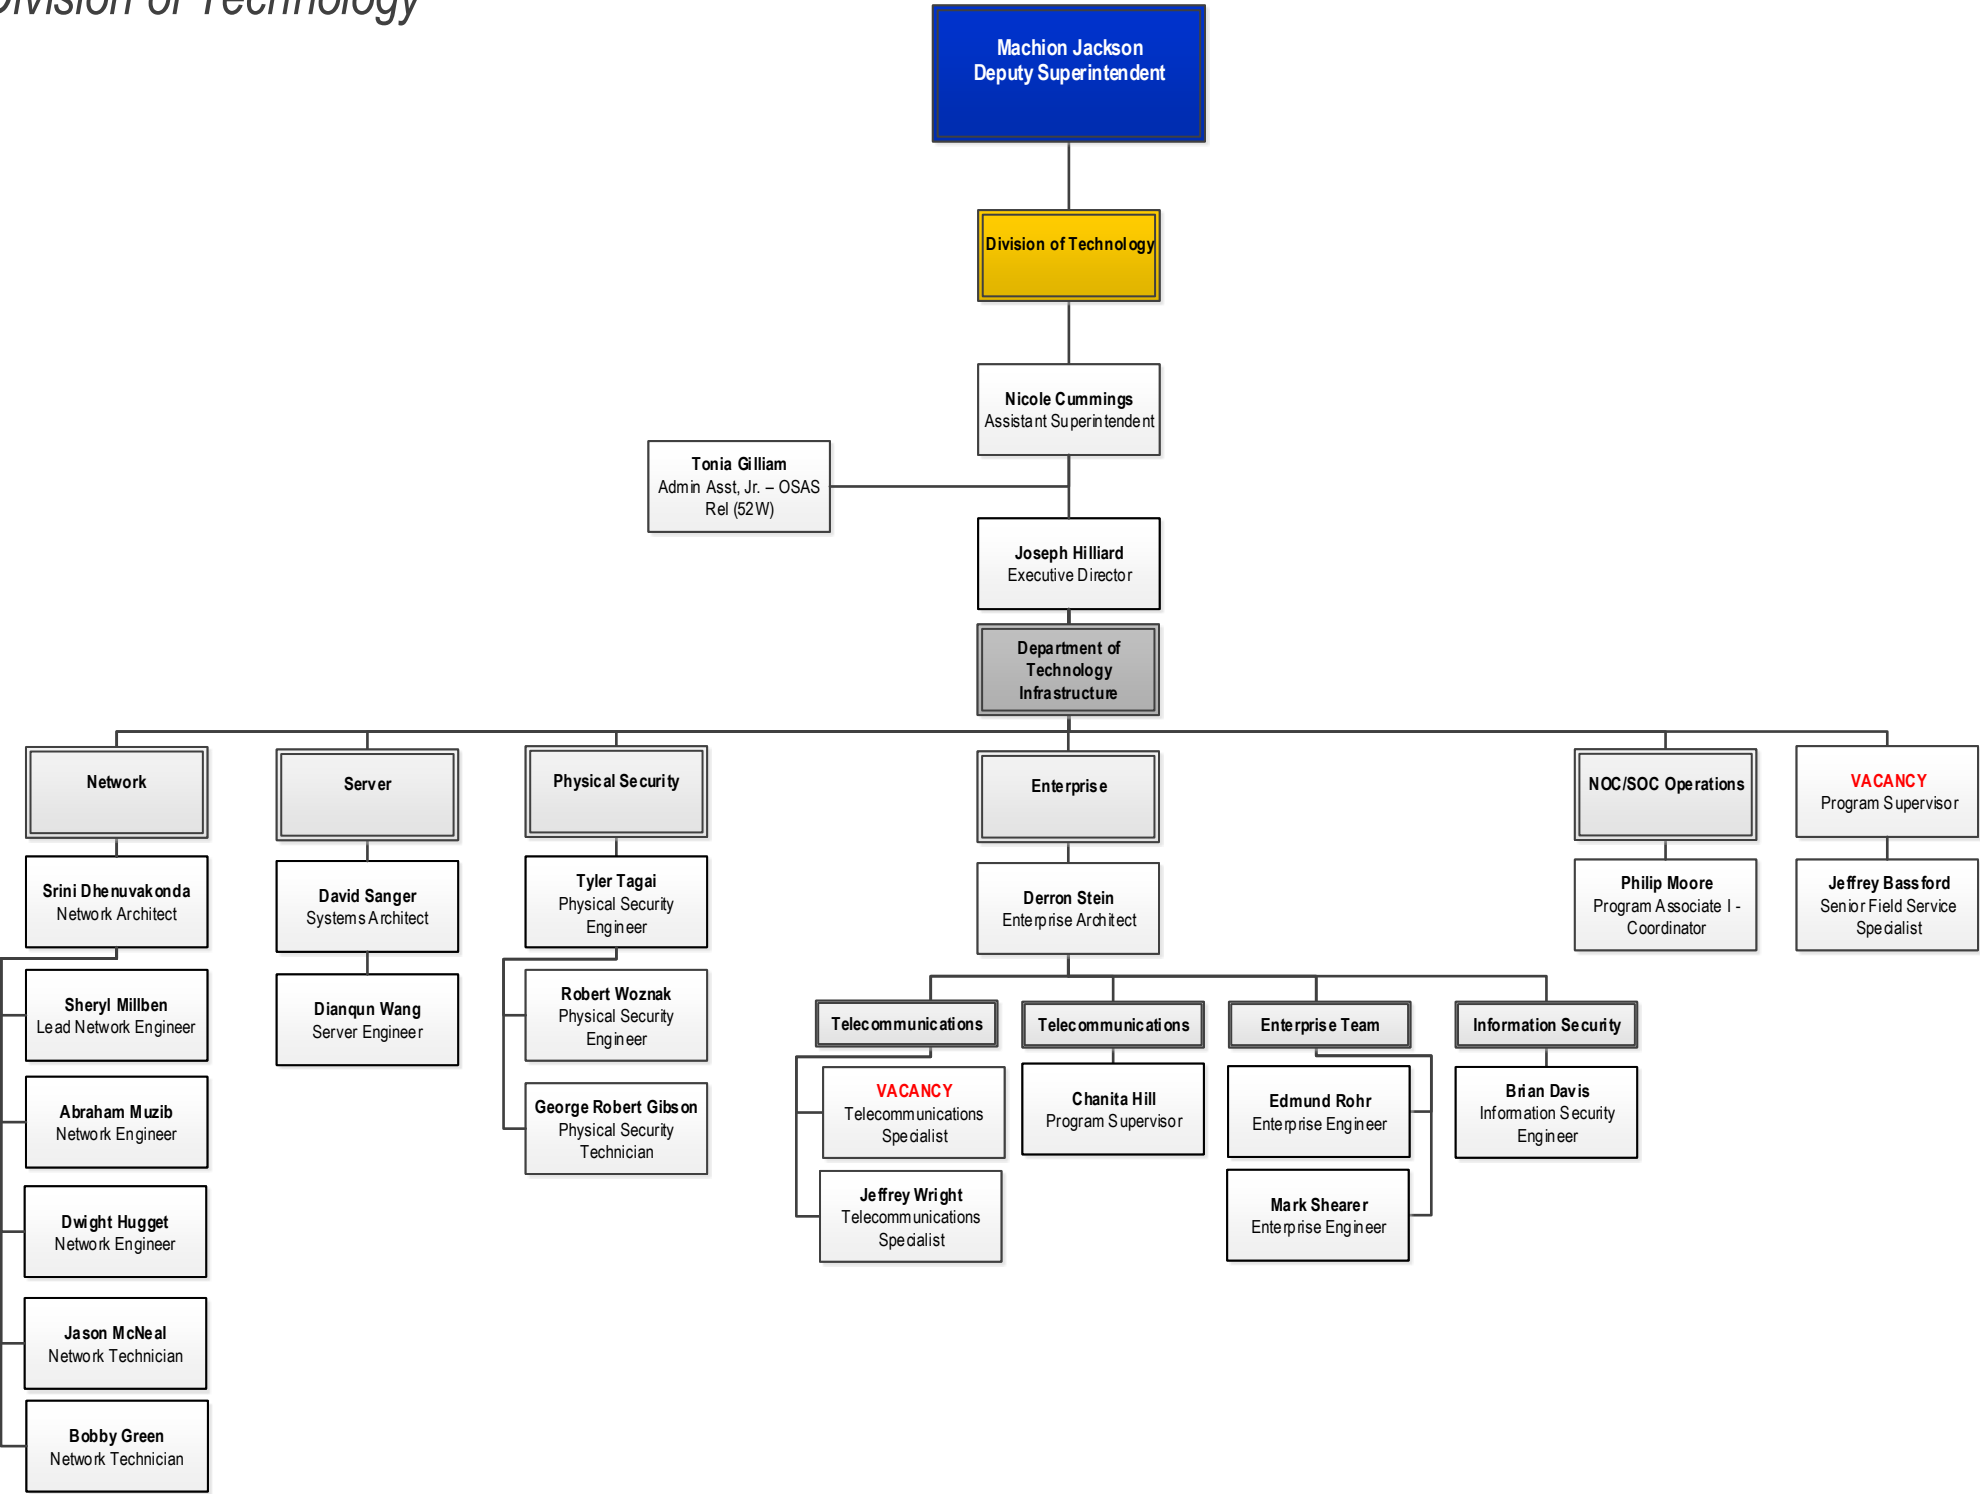 Division of Technology
Machion Jackson
Deputy Superintendent
Division of Technology
Nicole Cummings
Assistant Superintendent
Tonia Gilliam
Admin Asst, Jr. – OSAS
Rel (52W)
Joseph Hilliard
Executive Director
Department of
Technology
Infrastructure
Network
Server
Physical Security
Enterprise
NOC/SOC Operations
VACANCY
Program Supervisor
Srini Dhenuvakonda
Network Architect
David Sanger
Systems Architect
Tyler Tagai
Physical Security
Engineer
Derron Stein
Enterprise Architect
Philip Moore
Program Associate I -
Coordinator
Jeffrey Bassford
Senior Field Service
Specialist
Sheryl Millben
Lead Network Engineer
Dianqun Wang
Server Engineer
Robert Woznak
Physical Security
Engineer
Telecommunications
Telecommunications
Enterprise Team
Information Security
Abraham Muzib
Network Engineer
George Robert Gibson
Physical Security
Technician
VACANCY
Telecommunications
Specialist
Chanita Hill
Program Supervisor
Edmund Rohr
Enterprise Engineer
Brian Davis
Information Security
Engineer
Dwight Hugget
Network Engineer
Jeffrey Wright
Telecommunications
Specialist
Mark Shearer
Enterprise Engineer
Jason McNeal
Network Technician
Bobby Green
Network Technician